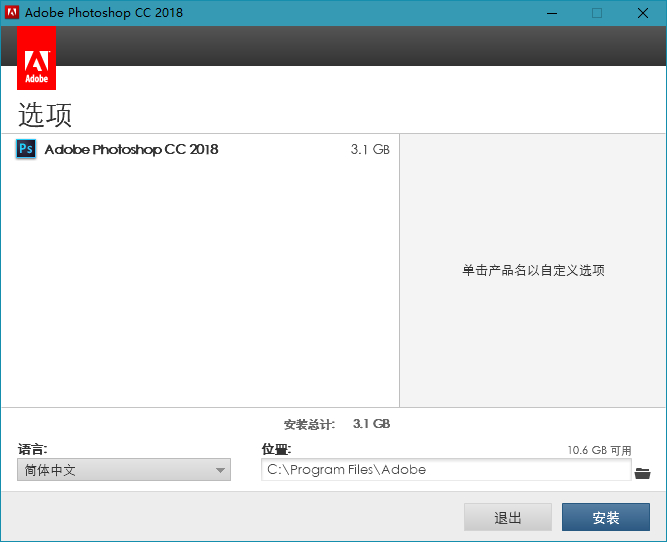 Adobe Photoshop CC 2018
Adobe
选项
Ps Adobe Photoshop CC 2018 3.1 GB
单击产品名以自定义选项
安装总计: 3.1 GB
语言: 位置: 10.6 GB 可用
简体中文 C:\Program Files\Adobe
退出 安装